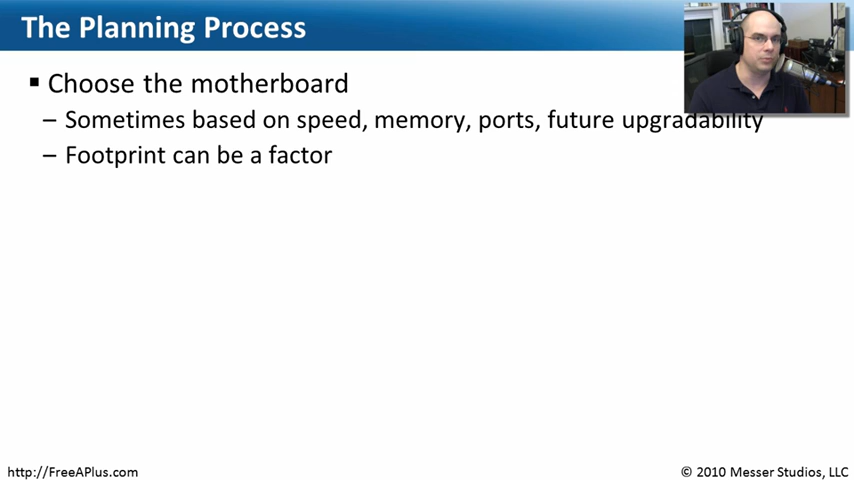 The Planning Process
▪ Choose the motherboard
– Sometimes based on speed, memory, ports, future upgradability
– Footprint can be a factor
http://FreeAPlus.com
© 2010 Messer Studios, LLC